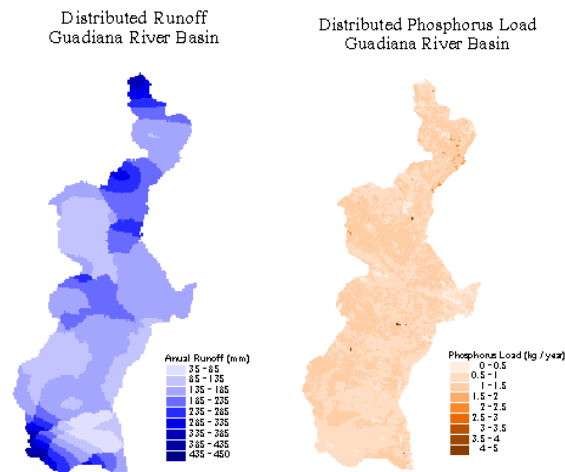 Distributed Runoff
Guadiana River Basin
Anual Runoff (mm)
35 - 85
85 - 135
135 - 185
185 - 235
235 - 285
285 - 335
335 - 385
385 - 435
435 - 450
Distributed Phosphorus Load
Guadiana River Basin
Phosphorus Load (kg / year)
0 - 0.5
0.5 - 1
1 - 1.5
1.5 - 2
2 - 2.5
2.5 - 3
3 - 3.5
3.5 - 4
4 - 5